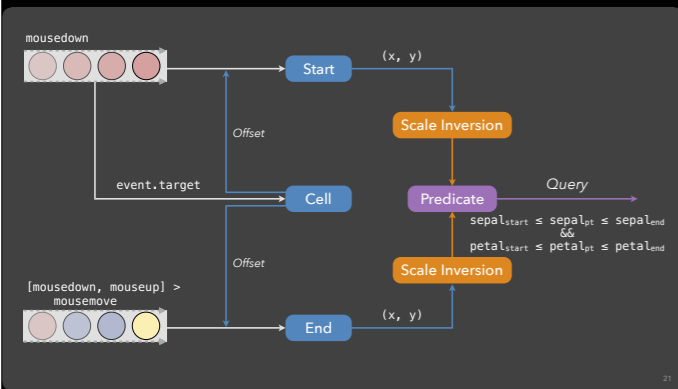 mousedown
Start
(x, y)
Scale Inversion
Offset
event.target
Cell
Predicate
Query
sepalstart ≤ sepalpt ≤ sepalend
&&
petalstart ≤ petalpt ≤ petalend
Offset
Scale Inversion
[mousedown, mouseup] >
mousemove
End
(x, y)
21